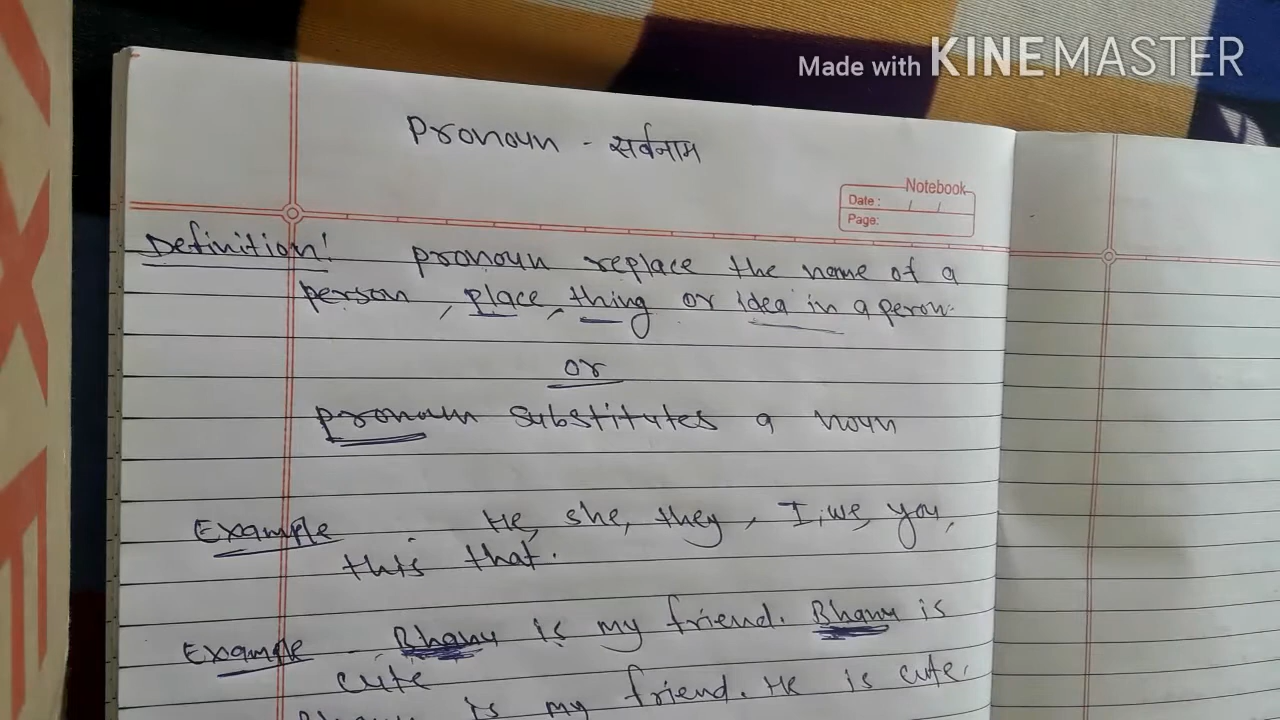 Made with KINEMASTER
Pronoun - सर्वनाम
Notebook
Date : / /
Page:
Definition! pronoun replace the name of a
person, place, thing or idea in a peron.
or
pronoun substitutes a noun
Example - He, she, they, I, we, you,
this that.
Example - Bhanu is my friend. Bhanu is
cute
Bhanu is my friend. He is cute.